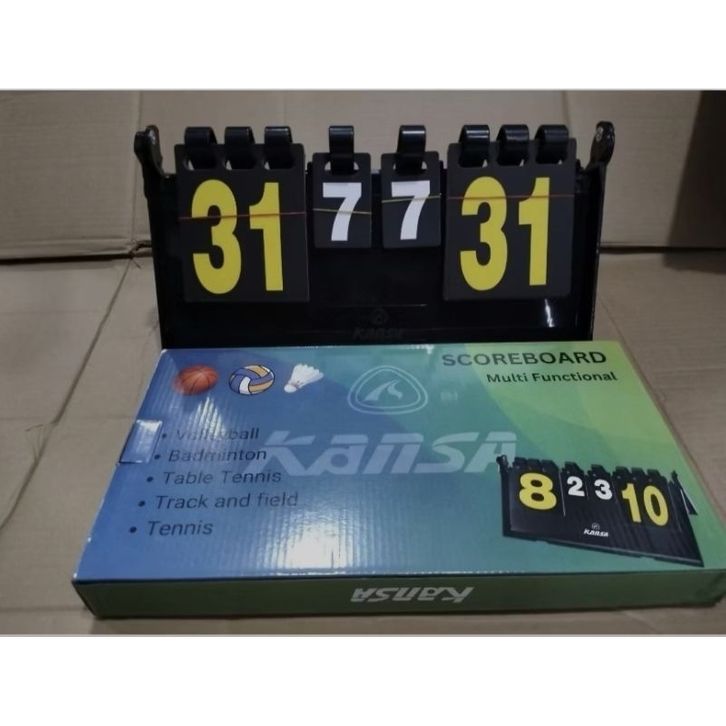 31 7 7 31
KANSA
SCOREBOARD
Multi Functional
KANSA
• Volleyball
• Badminton
• Table Tennis
• Track and field
• Tennis
8 2 3 10
KANSA
KANSA